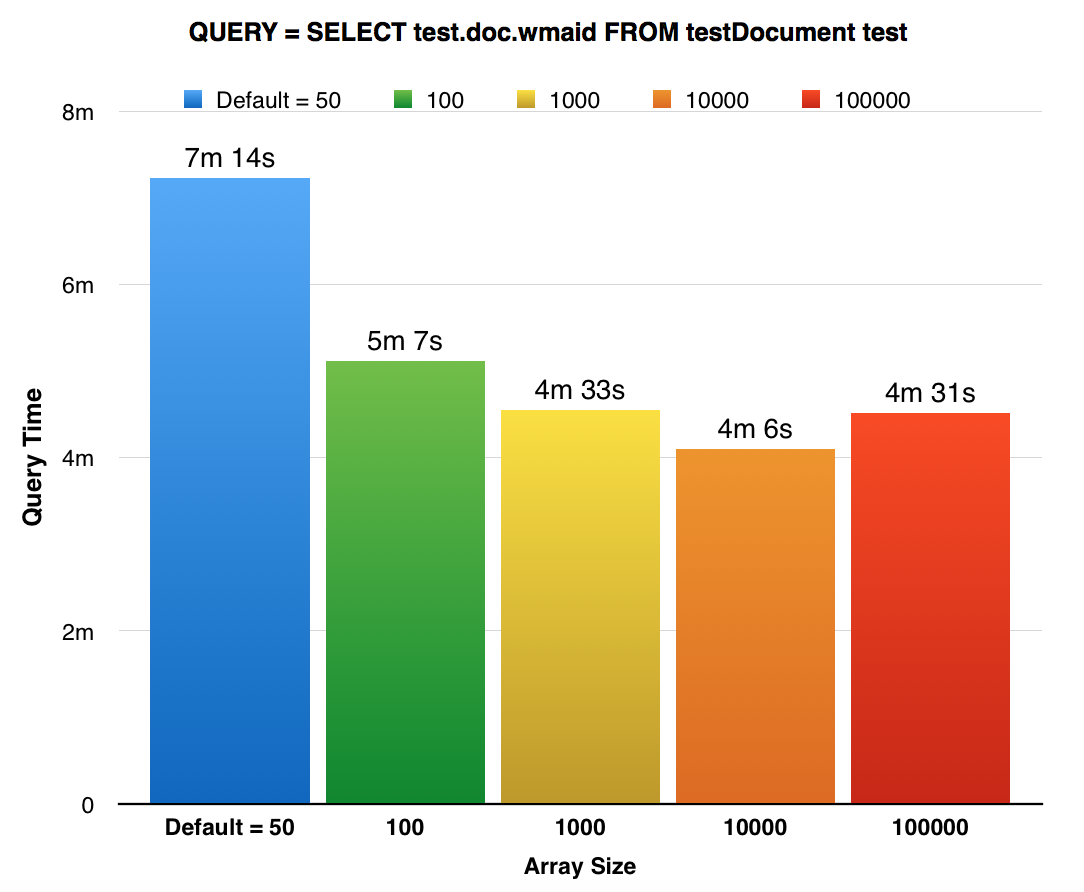 QUERY = SELECT test.doc.wmaid FROM testDocument test
Default = 50 100 1000 10000 100000
8m
7m 14s
6m
5m 7s
4m 33s
4m 31s
4m 6s
Query Time
4m
2m
0
Default = 50 100 1000 10000 100000
Array Size